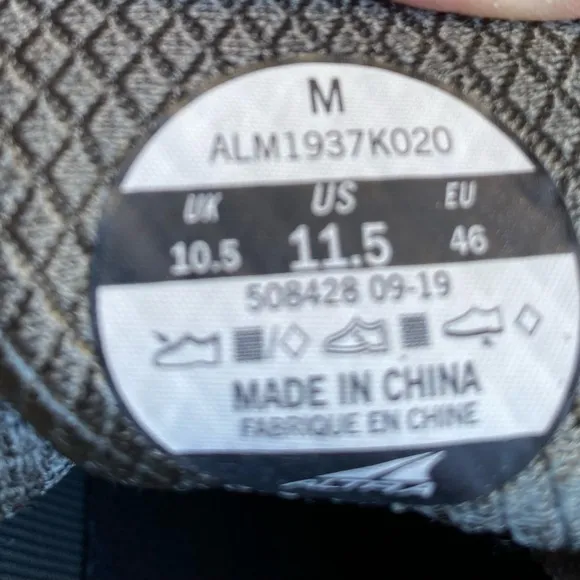 M
ALM1937K020
UK US EU
10.5 11.5 46
508428 09-19
MADE IN CHINA
FABRIQUE EN CHINE